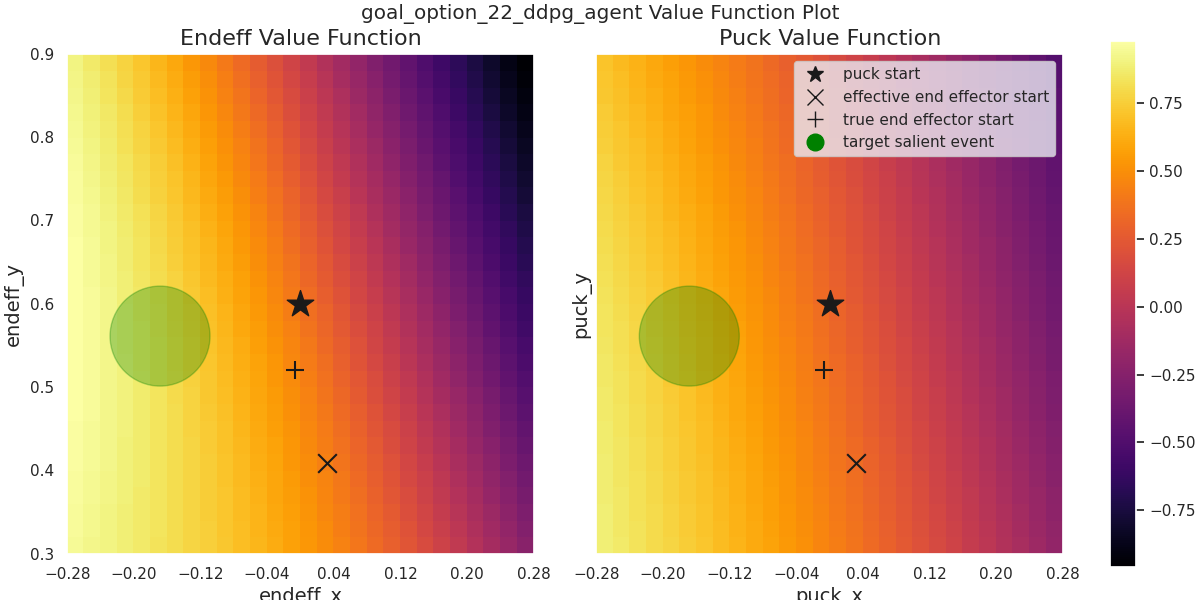 goal_option_22_ddpg_agent Value Function Plot
Endeff Value Function
Puck Value Function
puck start
effective end effector start
true end effector start
target salient event
endeff_y
0.9
0.8
0.7
0.6
0.5
0.4
0.3
−0.28 −0.20 −0.12 −0.04 0.04 0.12 0.20 0.28
endeff_x
puck_y
−0.28 −0.20 −0.12 −0.04 0.04 0.12 0.20 0.28
puck_x
0.75
0.50
0.25
0.00
−0.25
−0.50
−0.75